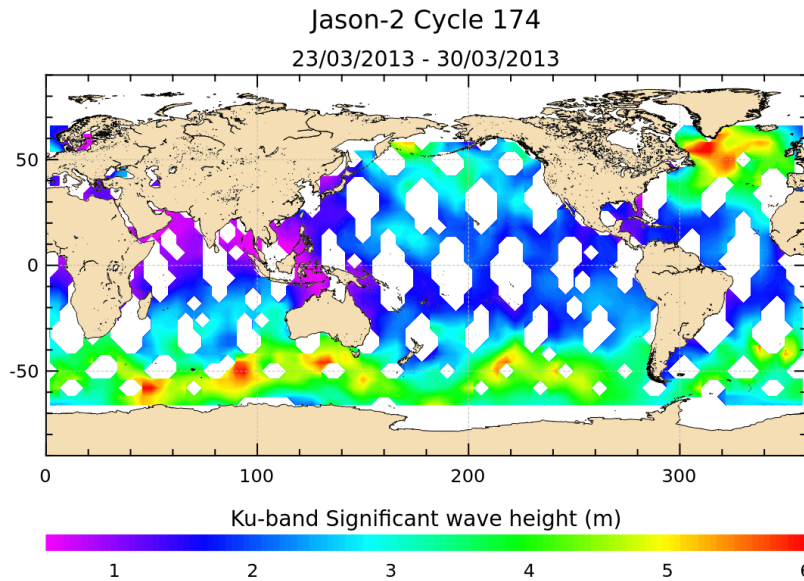 Jason-2 Cycle 174
23/03/2013 - 30/03/2013
50
0
-50
0 100 200 300
Ku-band Significant wave height (m)
1 2 3 4 5 6